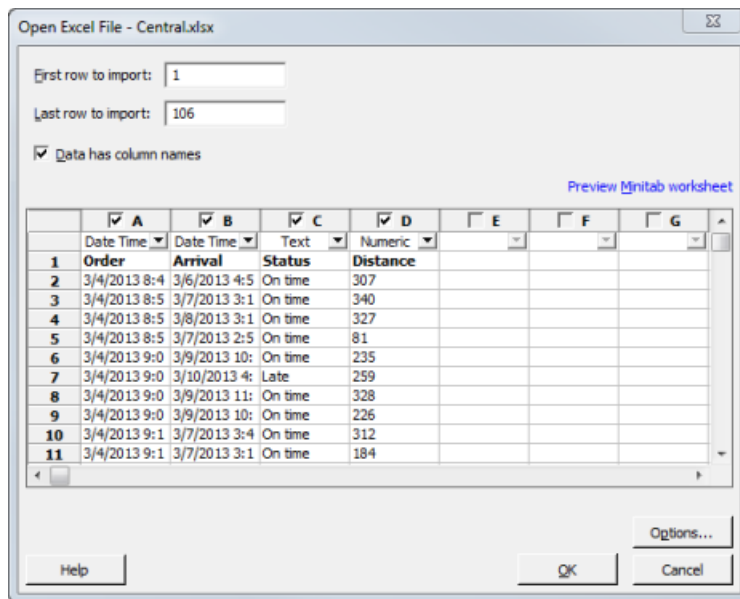 Open Excel File - Central.xlsx
First row to import: 1
Last row to import: 106
Data has column names
Preview Minitab worksheet
A B C D E F G
Date Time Date Time Text Numeric
1 Order Arrival Status Distance
2 3/4/2013 8:4 3/6/2013 4:5 On time 307
3 3/4/2013 8:5 3/7/2013 3:1 On time 340
4 3/4/2013 8:5 3/8/2013 3:1 On time 327
5 3/4/2013 8:5 3/7/2013 2:5 On time 81
6 3/4/2013 9:0 3/9/2013 10: On time 235
7 3/4/2013 9:0 3/10/2013 4: Late 259
8 3/4/2013 9:0 3/9/2013 11: On time 328
9 3/4/2013 9:0 3/9/2013 10: On time 226
10 3/4/2013 9:1 3/7/2013 3:4 On time 312
11 3/4/2013 9:1 3/7/2013 3:1 On time 184
Options...
Help OK Cancel